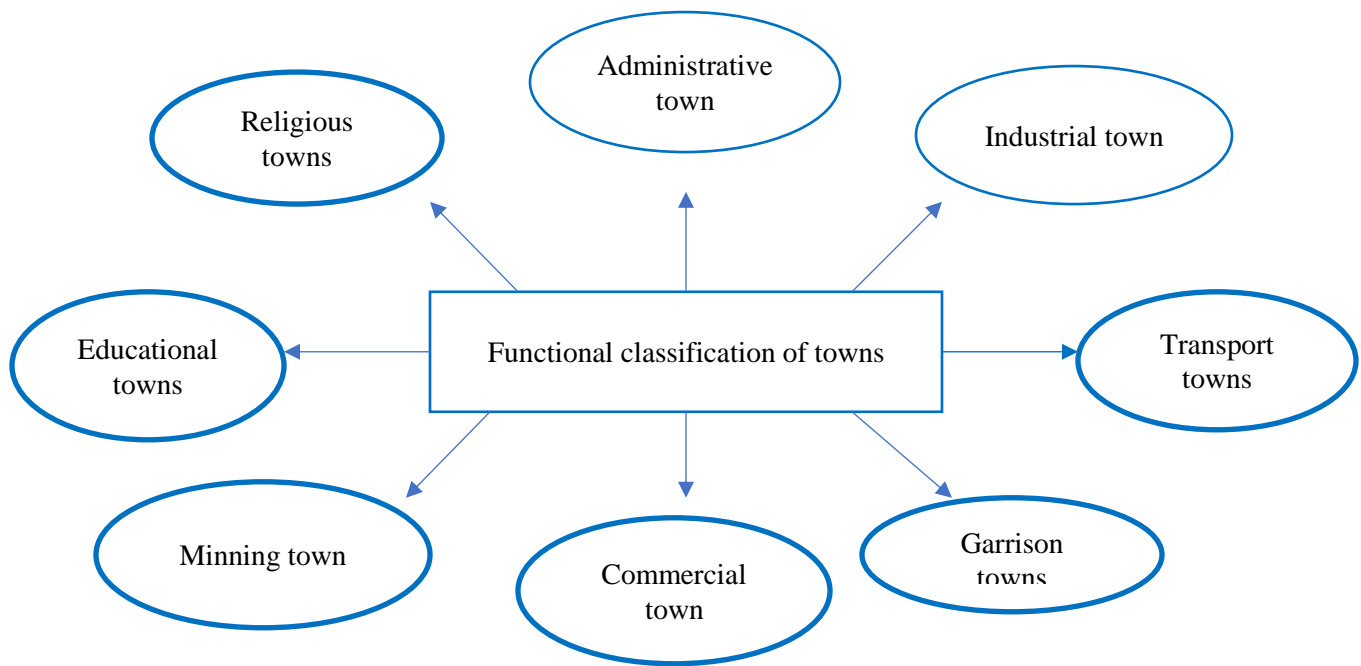 Administrative
town
Religious
towns
Industrial town
Educational
towns
Functional classification of towns
Transport
towns
Minning town
Commercial
town
Garrison
towns